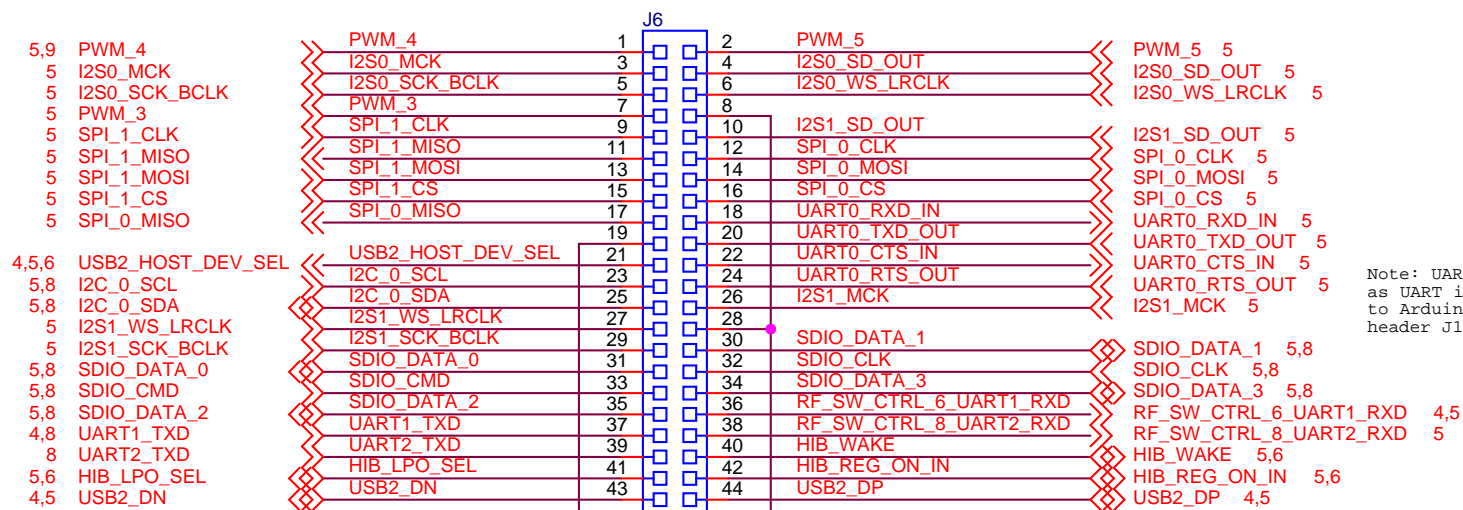 J6
5,9 PWM_4 PWM_4 1 2 PWM_5 PWM_5 5
5 I2S0_MCK I2S0_MCK 3 4 I2S0_SD_OUT I2S0_SD_OUT 5
5 I2S0_SCK_BCLK I2S0_SCK_BCLK 5 6 I2S0_WS_LRCLK I2S0_WS_LRCLK 5
5 PWM_3 PWM_3 7 8
5 SPI_1_CLK SPI_1_CLK 9 10 I2S1_SD_OUT I2S1_SD_OUT 5
5 SPI_1_MISO SPI_1_MISO 11 12 SPI_0_CLK SPI_0_CLK 5
5 SPI_1_MOSI SPI_1_MOSI 13 14 SPI_0_MOSI SPI_0_MOSI 5
5 SPI_1_CS SPI_1_CS 15 16 SPI_0_CS SPI_0_CS 5
5 SPI_0_MISO SPI_0_MISO 17 18 UART0_RXD_IN UART0_RXD_IN 5
19 20 UART0_TXD_OUT UART0_TXD_OUT 5
4,5,6 USB2_HOST_DEV_SEL USB2_HOST_DEV_SEL 21 22 UART0_CTS_IN UART0_CTS_IN 5
5,8 I2C_0_SCL I2C_0_SCL 23 24 UART0_RTS_OUT UART0_RTS_OUT 5
5,8 I2C_0_SDA I2C_0_SDA 25 26 I2S1_MCK I2S1_MCK 5
5 I2S1_WS_LRCLK I2S1_WS_LRCLK 27 28
5 I2S1_SCK_BCLK I2S1_SCK_BCLK 29 30 SDIO_DATA_1 SDIO_DATA_1 5,8
5,8 SDIO_DATA_0 SDIO_DATA_0 31 32 SDIO_CLK SDIO_CLK 5,8
5,8 SDIO_CMD SDIO_CMD 33 34 SDIO_DATA_3 SDIO_DATA_3 5,8
5,8 SDIO_DATA_2 SDIO_DATA_2 35 36 RF_SW_CTRL_6_UART1_RXD RF_SW_CTRL_6_UART1_RXD 4,5
4,8 UART1_TXD UART1_TXD 37 38 RF_SW_CTRL_8_UART2_RXD RF_SW_CTRL_8_UART2_RXD 5
8 UART2_TXD UART2_TXD 39 40 HIB_WAKE HIB_WAKE 5,6
5,6 HIB_LPO_SEL HIB_LPO_SEL 41 42 HIB_REG_ON_IN HIB_REG_ON_IN 5,6
4,5 USB2_DN USB2_DN 43 44 USB2_DP USB2_DP 4,5
Note: UAR
as UART i
to Arduin
header J1